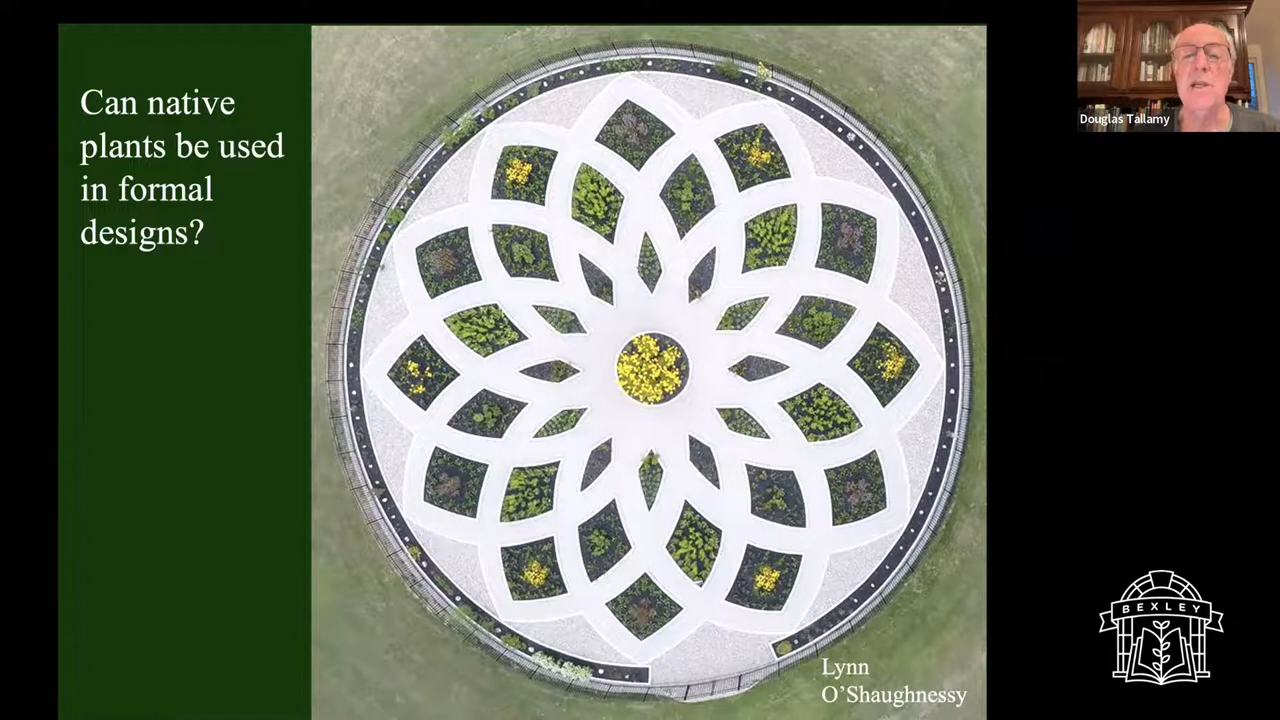 Can native
plants be used
in formal
designs?
Douglas Tallamy
BEXLEY
Lynn
O’Shaughnessy